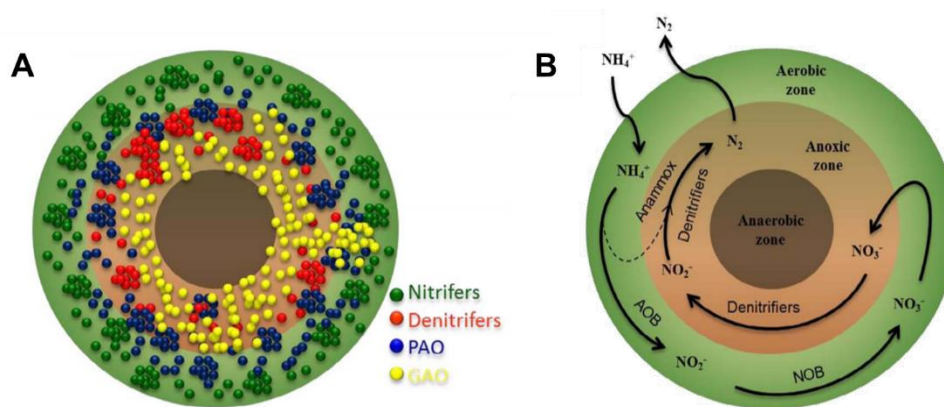 A
Nitrifers
Denitrifers
PAO
GAO
B
N₂
NH₄⁺
Aerobic
zone
N₂
Anoxic
zone
NH₄⁺
Anammox
Denitrifiers
Anaerobic
zone
NO₂⁻
NO₃⁻
Denitrifiers
NO₃⁻
AOB
NO₂⁻
NOB